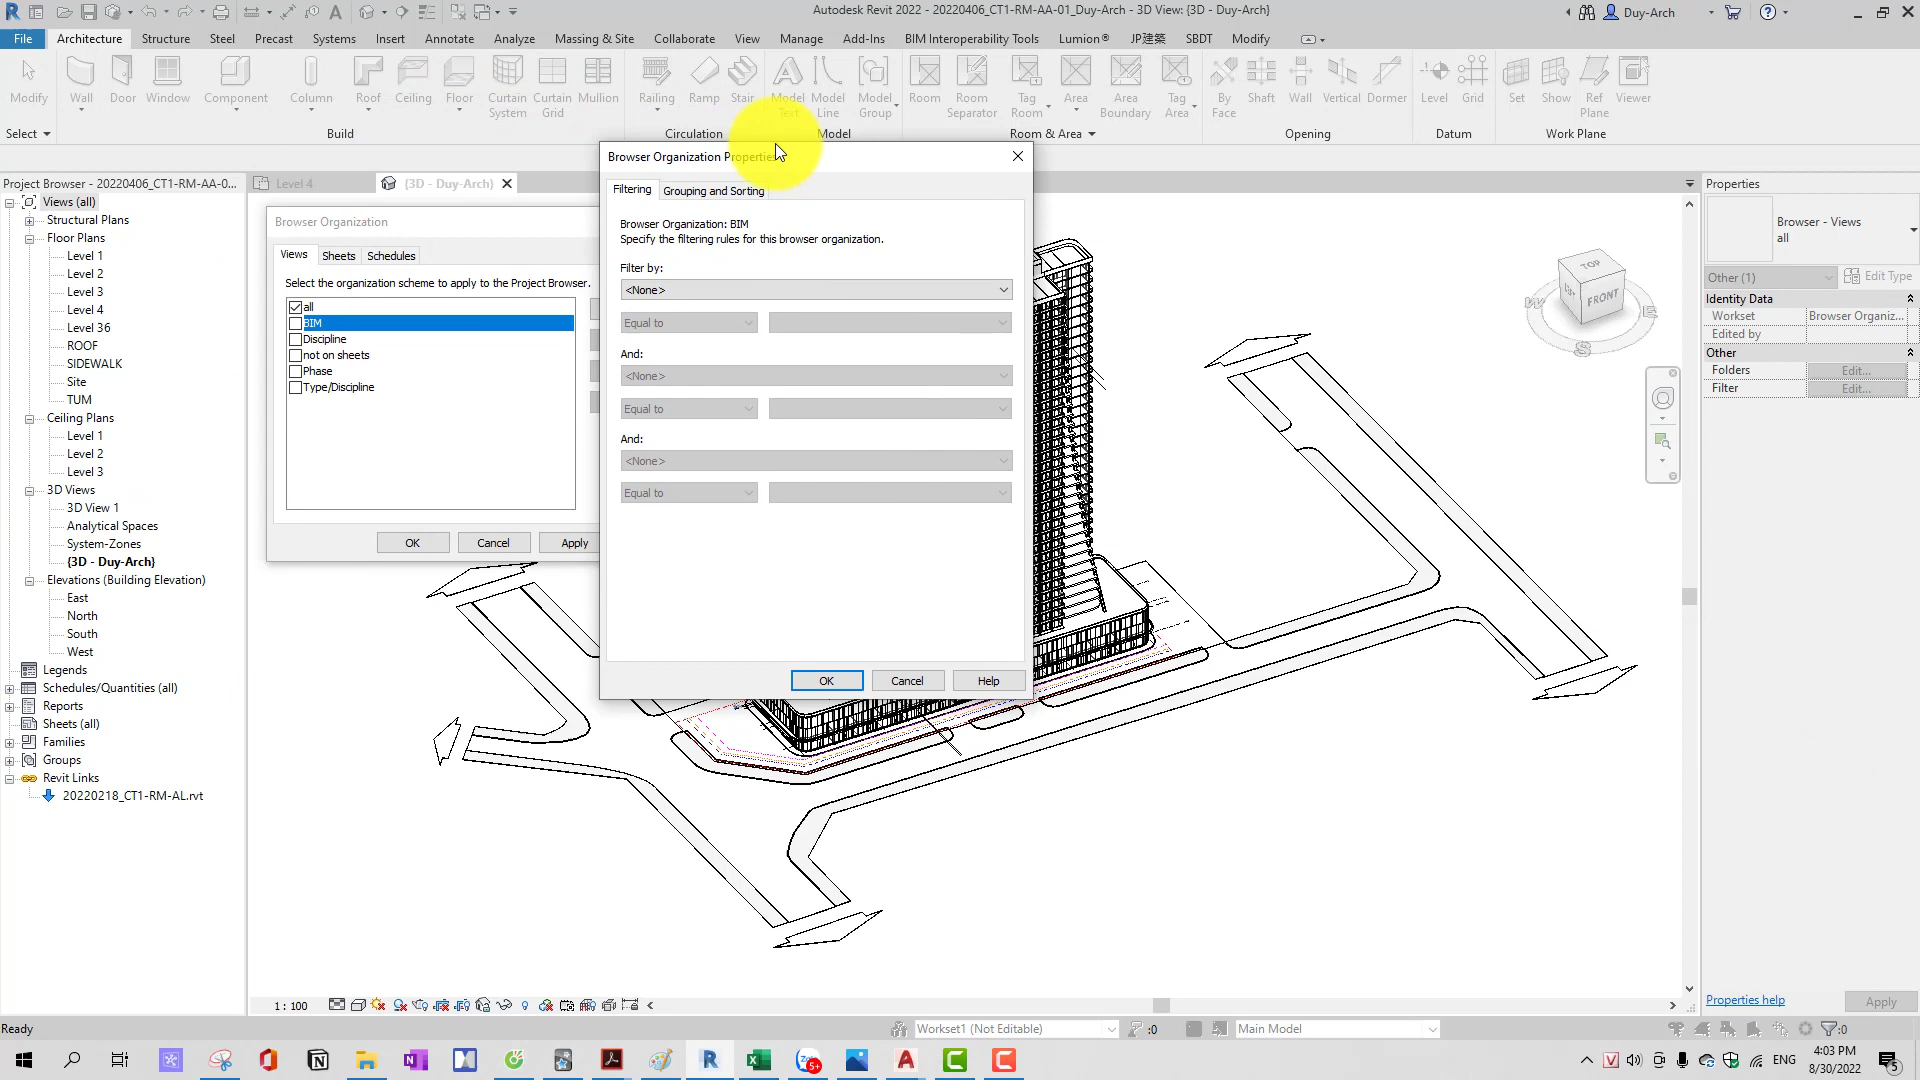 Autodesk Revit 2022 - 20220406_CT1-RM-AA-01_Duy-Arch - 3D View: {3D - Duy-Arch}
Duy-Arch
File Architecture Structure Steel Precast Systems Insert Annotate Analyze Massing & Site Collaborate View Manage Add-Ins BIM Interoperability Tools Lumion® JP建築 SBDT Modify
Modify Wall Door Window Component Column Roof Ceiling Floor Curtain System Curtain Grid Mullion Railing Ramp Stair Model Text Model Line Model Group Room Room Separator Tag Room Area Area Boundary Tag Area By Face Shaft Wall Vertical Dormer Level Grid Set Show Ref Plane Viewer
Select Build Circulation Model Room & Area Opening Datum Work Plane
Project Browser - 20220406_CT1-RM-AA-0...
Views (all)
Structural Plans
Floor Plans
Level 1
Level 2
Level 3
Level 4
Level 36
ROOF
SIDEWALK
Site
TUM
Ceiling Plans
Level 1
Level 2
Level 3
3D Views
3D View 1
Analytical Spaces
System-Zones
{3D - Duy-Arch}
Elevations (Building Elevation)
East
North
South
West
Legends
Schedules/Quantities (all)
Reports
Sheets (all)
Families
Groups
Revit Links
20220218_CT1-RM-AL.rvt
Level 4
{3D - Duy-Arch}
Browser Organization
Views Sheets Schedules
Select the organization scheme to apply to the Project Browser.
all
BIM
Discipline
not on sheets
Phase
Type/Discipline
OK Cancel Apply
Browser Organization Properties
Filtering Grouping and Sorting
Browser Organization: BIM
Specify the filtering rules for this browser organization.
Filter by:
<None>
Equal to
And:
<None>
Equal to
And:
<None>
Equal to
OK Cancel Help
TOP
FRONT
W
E
S
Properties
Browser - Views
all
Other (1) Edit Type
Identity Data
Workset Browser Organiz...
Edited by
Other
Folders Edit...
Filter Edit...
Properties help Apply
1 : 100
Ready
Workset1 (Not Editable)
:0
Main Model
:0
ENG
4:03 PM
8/30/2022
5+
5